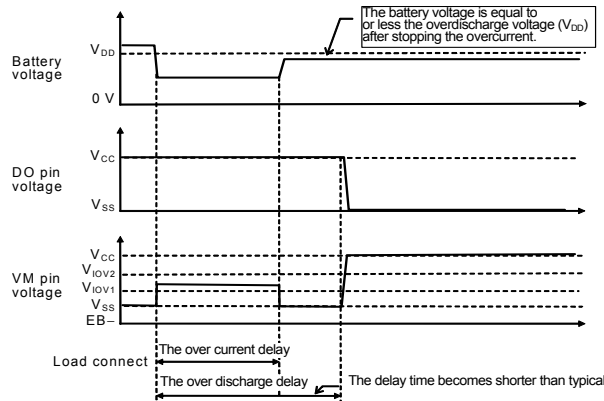 The battery voltage is equal to
or less the overdischarge voltage (VDD)
after stopping the overcurrent.
VDD
Battery
voltage
0 V
VCC
DO pin
voltage
VSS
VCC
VIOV2
VM pin
voltage
VIOV1
VSS
EB−
Load connect
The over current delay
The over discharge delay
The delay time becomes shorter than typical